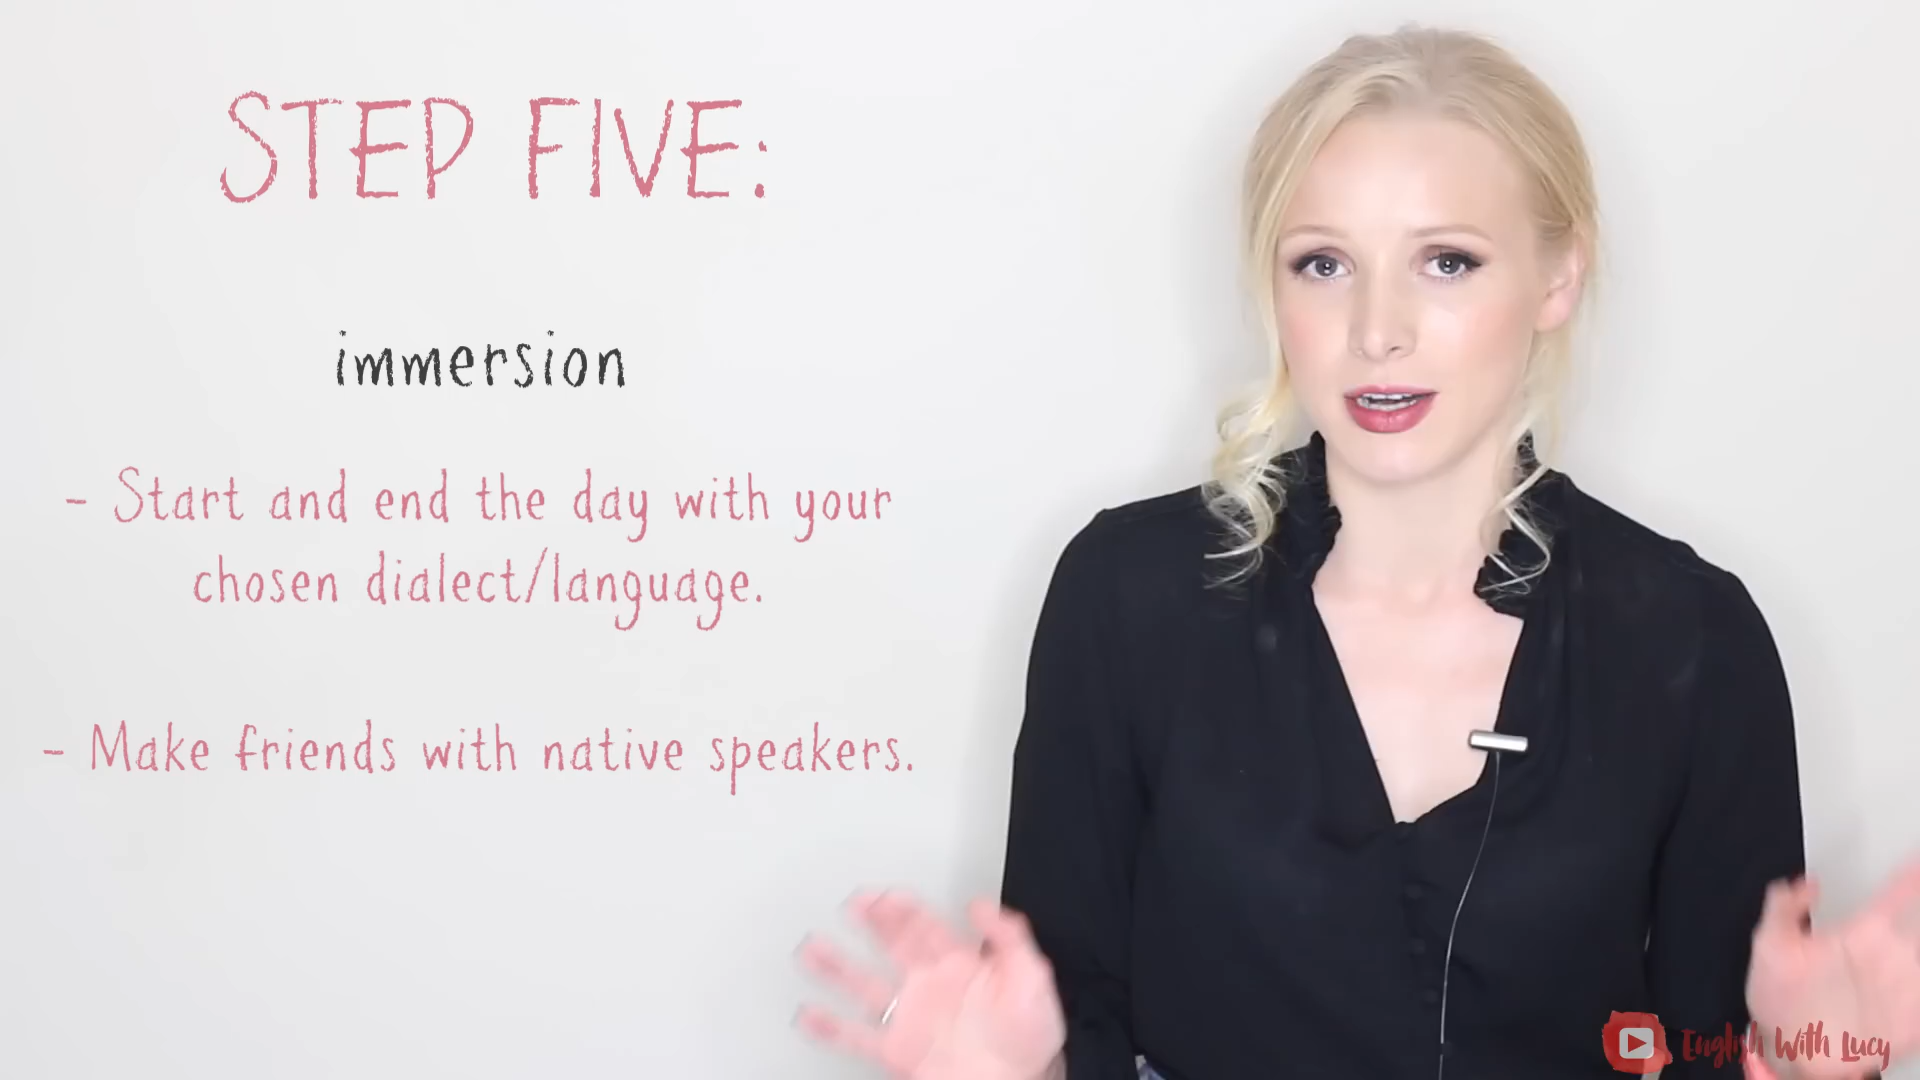 STEP FIVE:
immersion
- Start and end the day with your
chosen dialect/language.
- Make friends with native speakers.
English With Lucy